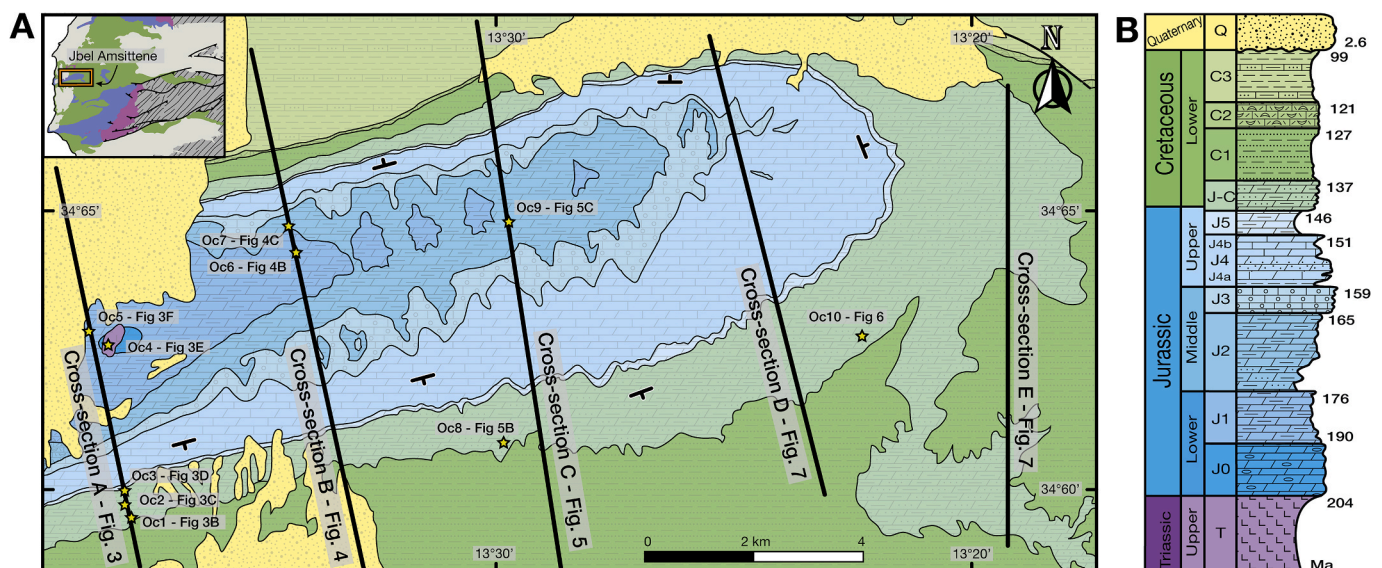 A
Jbel Amsittene
13°30’
13°20’
N
34°65’
34°65’
Oc9 - Fig 5C
Oc7 - Fig 4C
Oc6 - Fig 4B
Oc5 - Fig 3F
Oc4 - Fig 3E
Oc10 - Fig 6
Oc8 - Fig 5B
Oc3 - Fig 3D
Oc2 - Fig 3C
Oc1 - Fig 3B
Cross-section A - Fig. 3
Cross-section B - Fig. 4
Cross-section C - Fig. 5
Cross-section D - Fig. 7
Cross-section E - Fig. 7
34°60’
13°30’
13°20’
0 2 km 4
B
Quaternary Q 2.6
99
Cretaceous Lower C3
121
C2
127
C1
137
J-C
Jurassic Upper J5 146
J4b 151
J4
J4a
Middle J3 159
165
J2
176
Lower J1
190
J0
204
Triassic Upper T
Ma